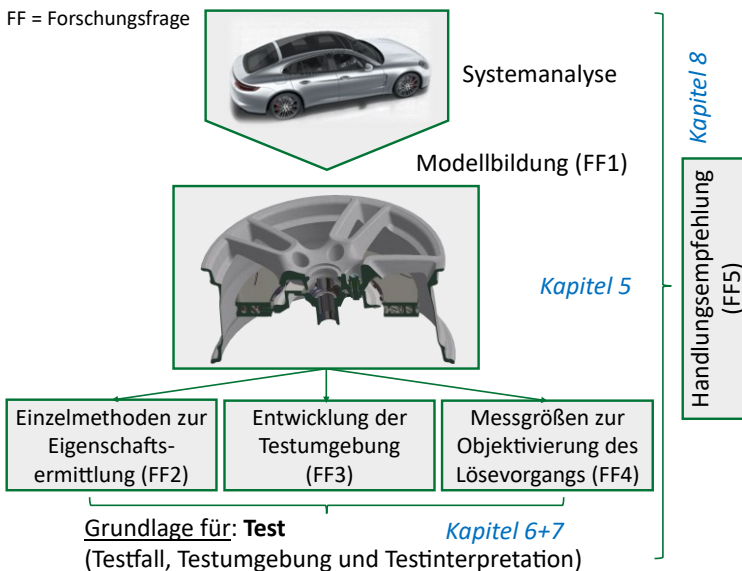 FF = Forschungsfrage
Systemanalyse
Modellbildung (FF1)
Kapitel 5
Einzelmethoden zur
Eigenschafts-
ermittlung (FF2)
Entwicklung der
Testumgebung
(FF3)
Messgrößen zur
Objektivierung des
Lösevorgangs (FF4)
Grundlage für: Test
Kapitel 6+7
(Testfall, Testumgebung und Testinterpretation)
Kapitel 8
Handlungsempfehlung
(FF5)